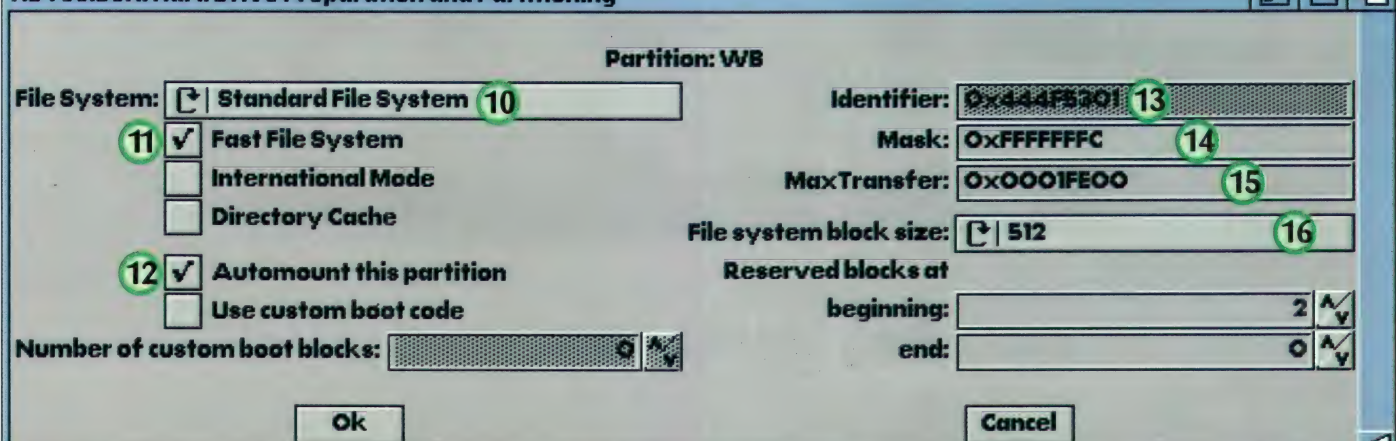 Partition: WB
File System: Standard File System 10
11 Fast File System
International Mode
Directory Cache
12 Automount this partition
Use custom boot code
Number of custom boot blocks: 0
Identifier: 0x444F5301 13
Mask: 0xFFFFFFFC 14
MaxTransfer: 0x0001FE00 15
File system block size: 512 16
Reserved blocks at
beginning: 2
end: 0
Ok
Cancel